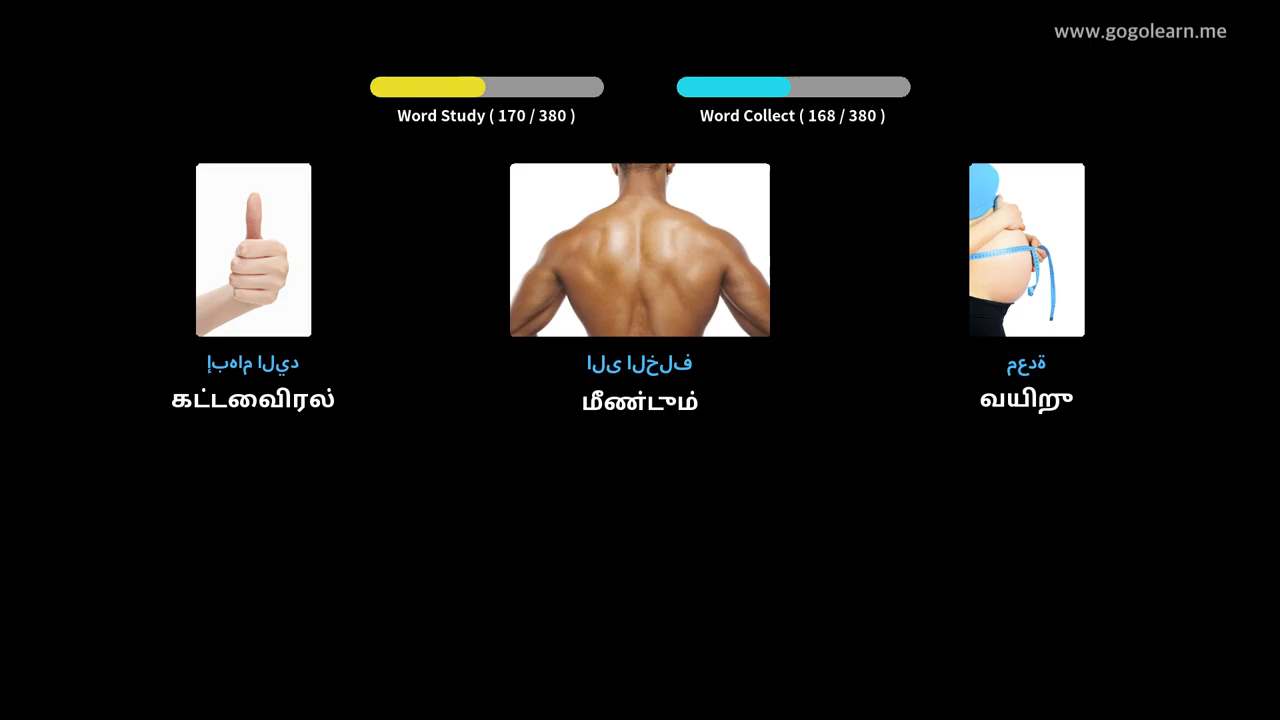 www.gogolearn.me
Word Study ( 170 / 380 )
Word Collect ( 168 / 380 )
إبهام اليد
الى الخلف
معدة
கட்டைவிரல்
மீண்டும்
வயிறு